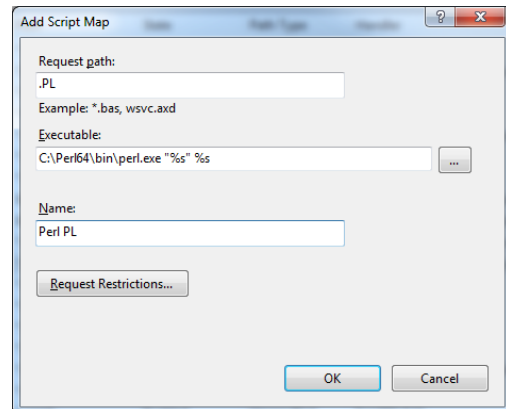 Add Script Map
Request path:
.PL
Example: *.bas, wsvc.axd
Executable:
C:\Perl64\bin\perl.exe "%s" %s
...
Name:
Perl PL
Request Restrictions...
OK
Cancel